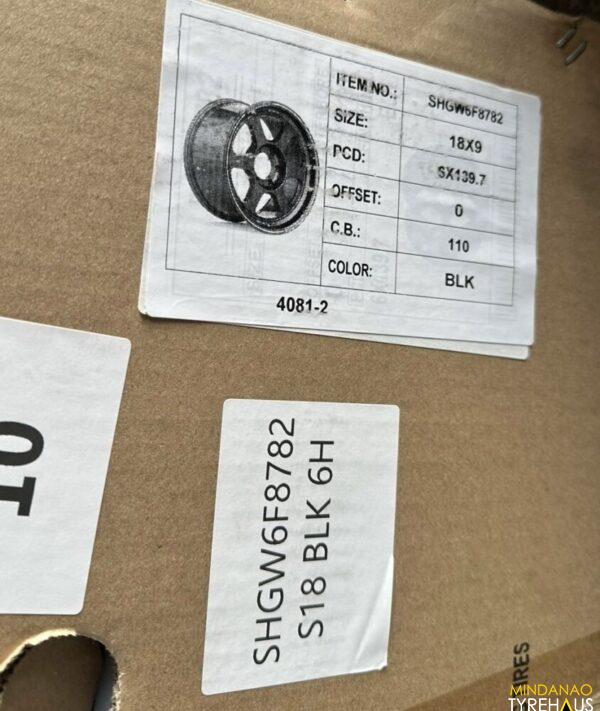 ITEM NO.: SHGW6F8782
SIZE: 18X9
PCD: 6X139.7
OFFSET: 0
C.B.: 110
COLOR: BLK
4081-2
SHGW6F8782
S18 BLK 6H
IRES
MINDANAO
TYREHAUS